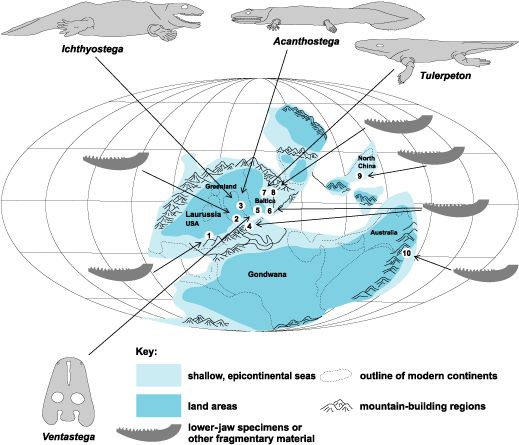 Ichthyostega
Acanthostega
Tulerpeton
North
China
9
Greenland
7 8
Baltica
3
Laurussia
USA
2
5 6
4
1
Australia
10
Gondwana
Key:
shallow, epicontinental seas
outline of modern continents
land areas
mountain-building regions
Ventastega
lower-jaw specimens or
other fragmentary material